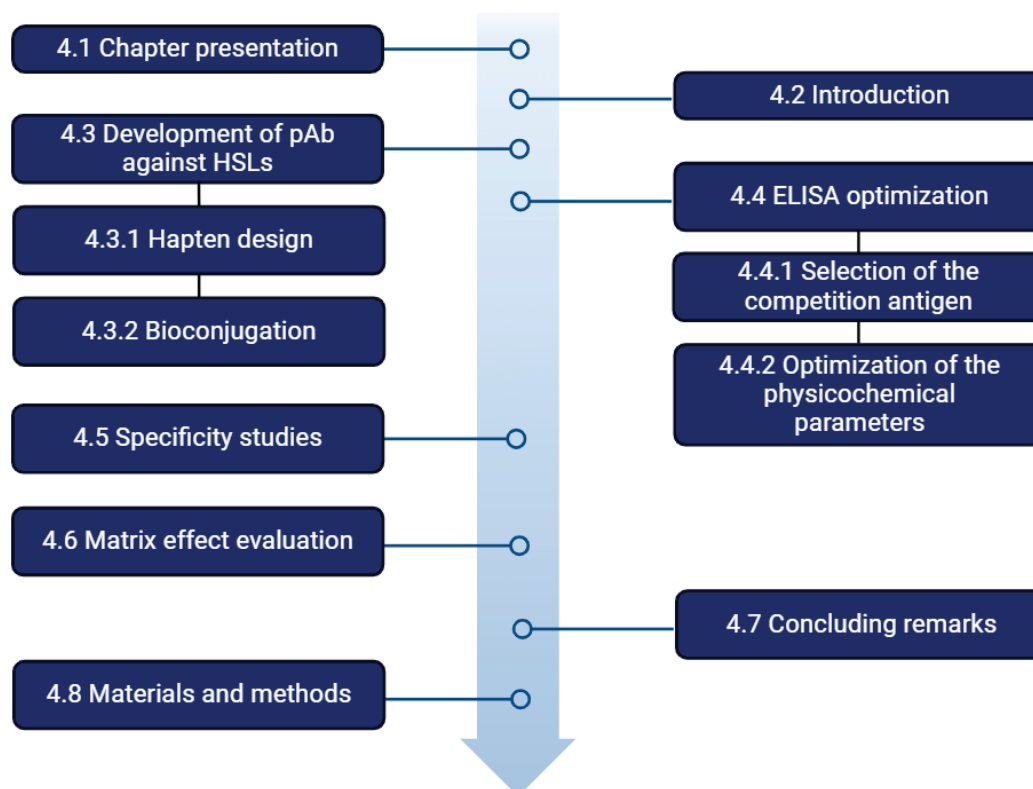 4.1 Chapter presentation
4.2 Introduction
4.3 Development of pAb
against HSLs
4.3.1 Hapten design
4.3.2 Bioconjugation
4.4 ELISA optimization
4.4.1 Selection of the
competition antigen
4.4.2 Optimization of the
physicochemical
parameters
4.5 Specificity studies
4.6 Matrix effect evaluation
4.7 Concluding remarks
4.8 Materials and methods